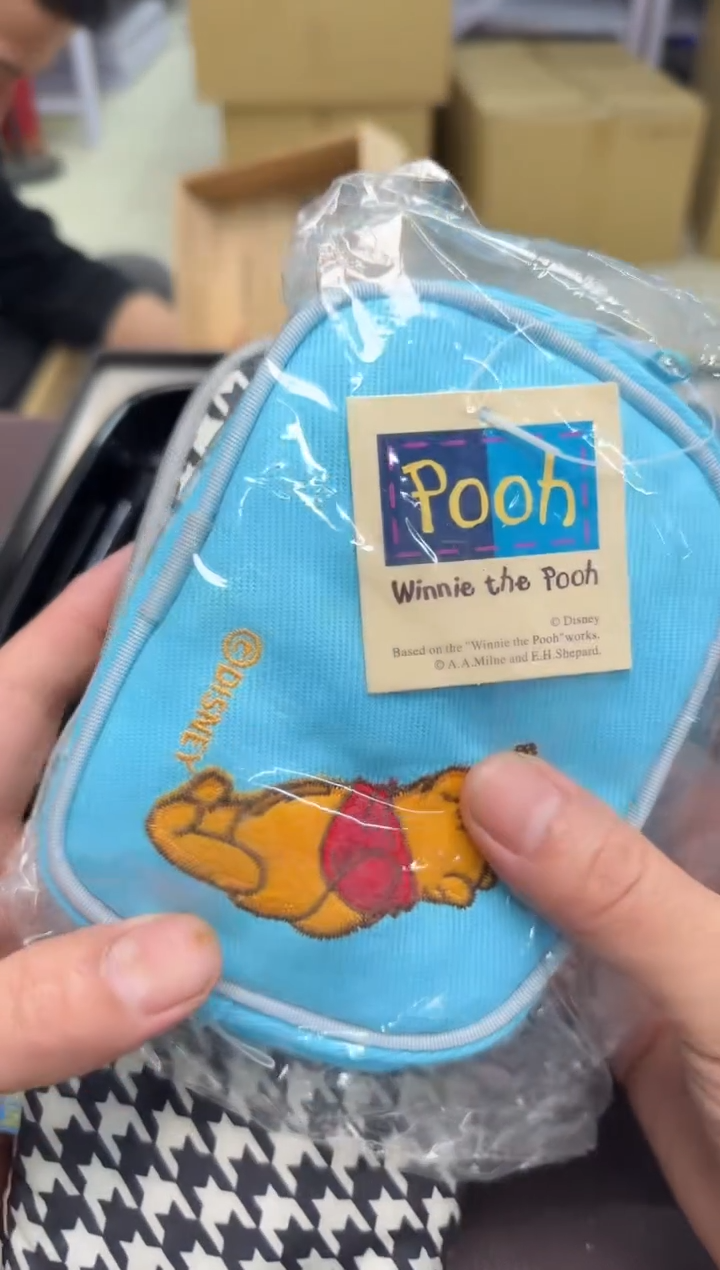 Pooh
Winnie the Pooh
© Disney
Based on the "Winnie the Pooh" works.
© A.A.Milne and E.H.Shepard.
©DISNEY